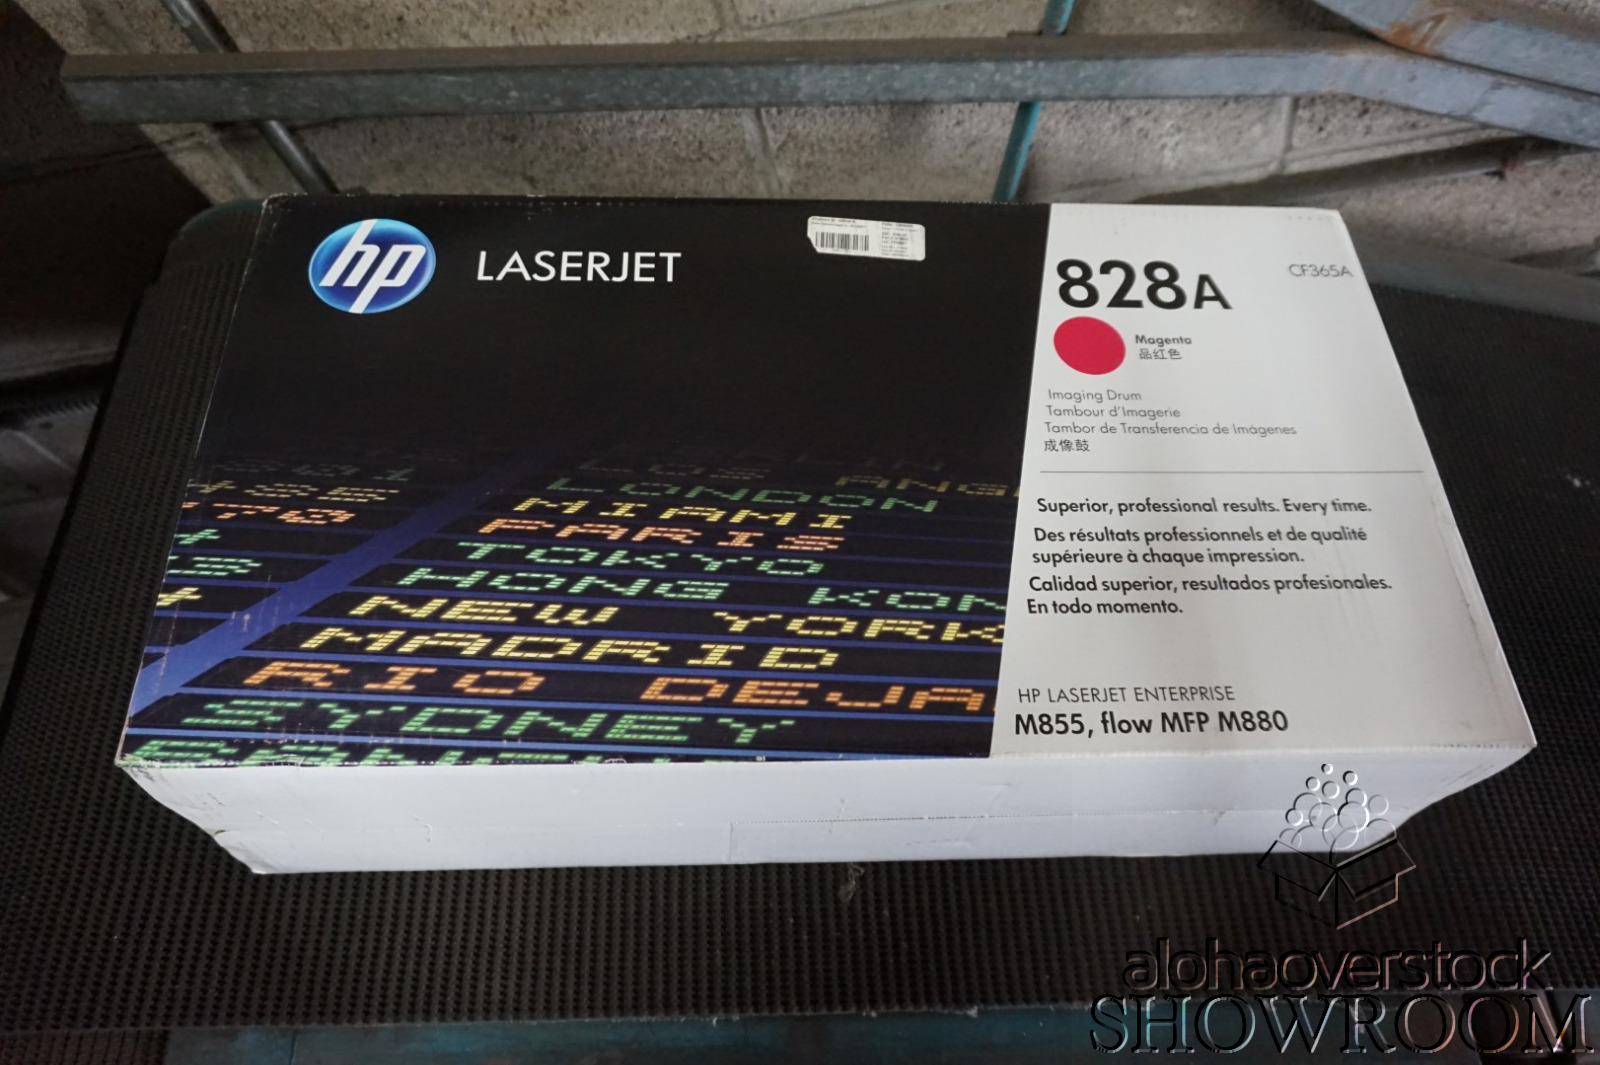 hp LASERJET
828A
CF365A
Magenta
品红色
Imaging Drum
Tambour d'Imagerie
Tambor de Transferencia de Imágenes
成像鼓
Superior, professional results. Every time.
Des résultats professionnels et de qualité
supérieure à chaque impression.
Calidad superior, resultados profesionales.
En todo momento.
HP LASERJET ENTERPRISE
M855, flow MFP M880
LONDON
MIAMI
PARIS
TOKYO
HONG KON
NEW YORK
MADRID
RIO DEJA
SYDNEY
alohaoverstock
SHOWROOM